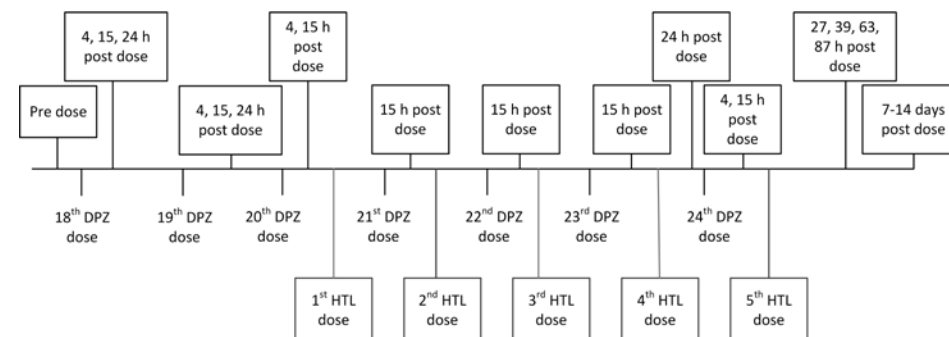 4, 15, 24 h
post dose
4, 15 h
post
dose
24 h post
dose
27, 39, 63,
87 h post
dose
Pre dose
4, 15, 24 h
post dose
15 h post
dose
15 h post
dose
15 h post
dose
4, 15 h
post
dose
7-14 days
post dose
18th DPZ
dose
19th DPZ
dose
20th DPZ
dose
21st DPZ
dose
22nd DPZ
dose
23rd DPZ
dose
24th DPZ
dose
1st HTL
dose
2nd HTL
dose
3rd HTL
dose
4th HTL
dose
5th HTL
dose